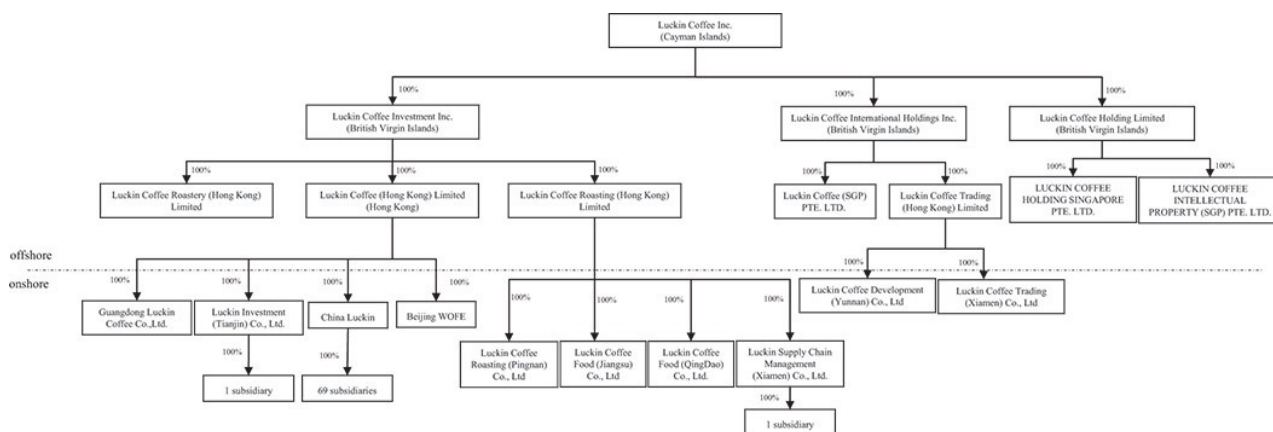 Luckin Coffee Inc.
(Cayman Islands)
100%
100%
100%
Luckin Coffee Investment Inc.
(British Virgin Islands)
Luckin Coffee International Holdings Inc.
(British Virgin Islands)
Luckin Coffee Holding Limited
(British Virgin Islands)
100%
100%
100%
100%
100%
100%
100%
Luckin Coffee Roastery (Hong Kong)
Limited
Luckin Coffee (Hong Kong) Limited
(Hong Kong)
Luckin Coffee Roasting (Hong Kong)
Limited
Luckin Coffee (SGP)
PTE. LTD.
Luckin Coffee Trading
(Hong Kong) Limited
LUCKIN COFFEE
HOLDING SINGAPORE
PTE. LTD.
LUCKIN COFFEE
INTELLECTUAL
PROPERTY (SGP) PTE. LTD.
offshore
onshore
100%
100%
100%
100%
100%
100%
Guangdong Luckin
Coffee Co.,Ltd.
Luckin Investment
(Tianjin) Co., Ltd.
China Luckin
Beijing WOFE
Luckin Coffee Development
(Yunnan) Co., Ltd
Luckin Coffee Trading
(Xiamen) Co., Ltd
100%
100%
100%
100%
Luckin Coffee
Roasting (Pingnan)
Co., Ltd
Luckin Coffee
Food (Jiangsu)
Co., Ltd
Luckin Coffee
Food (QingDao)
Co., Ltd.
Luckin Supply Chain
Management
(Xiamen) Co., Ltd.
100%
100%
1 subsidiary
69 subsidiaries
100%
1 subsidiary